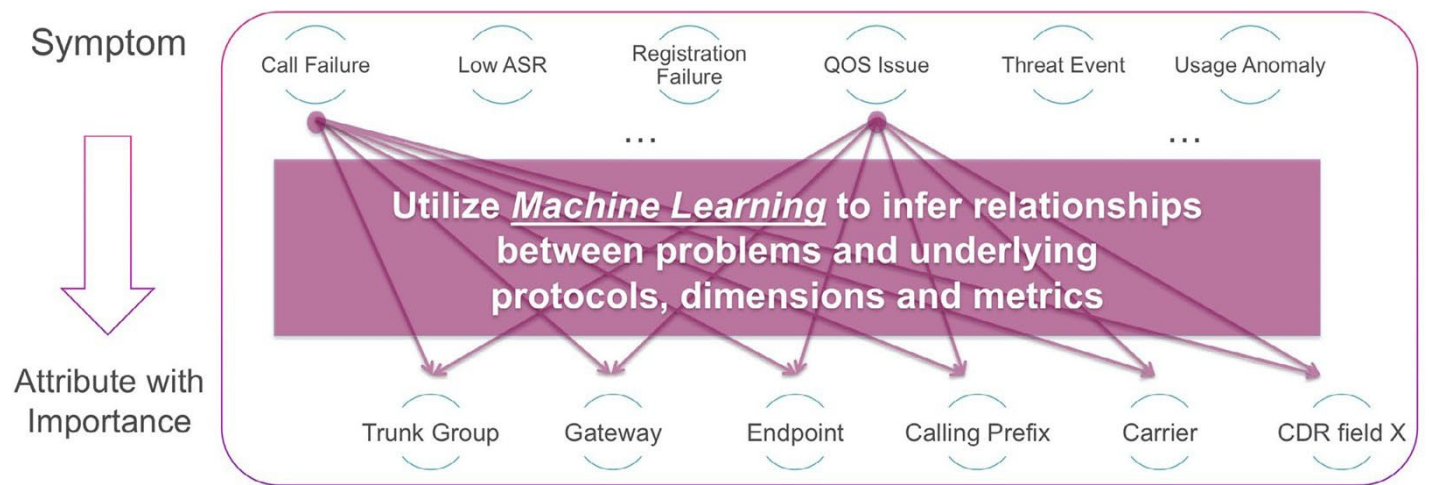 Symptom
Call Failure
Low ASR
Registration
Failure
QOS Issue
Threat Event
Usage Anomaly
...
...
Utilize Machine Learning to infer relationships
between problems and underlying
protocols, dimensions and metrics
Attribute with
Importance
Trunk Group
Gateway
Endpoint
Calling Prefix
Carrier
CDR field X